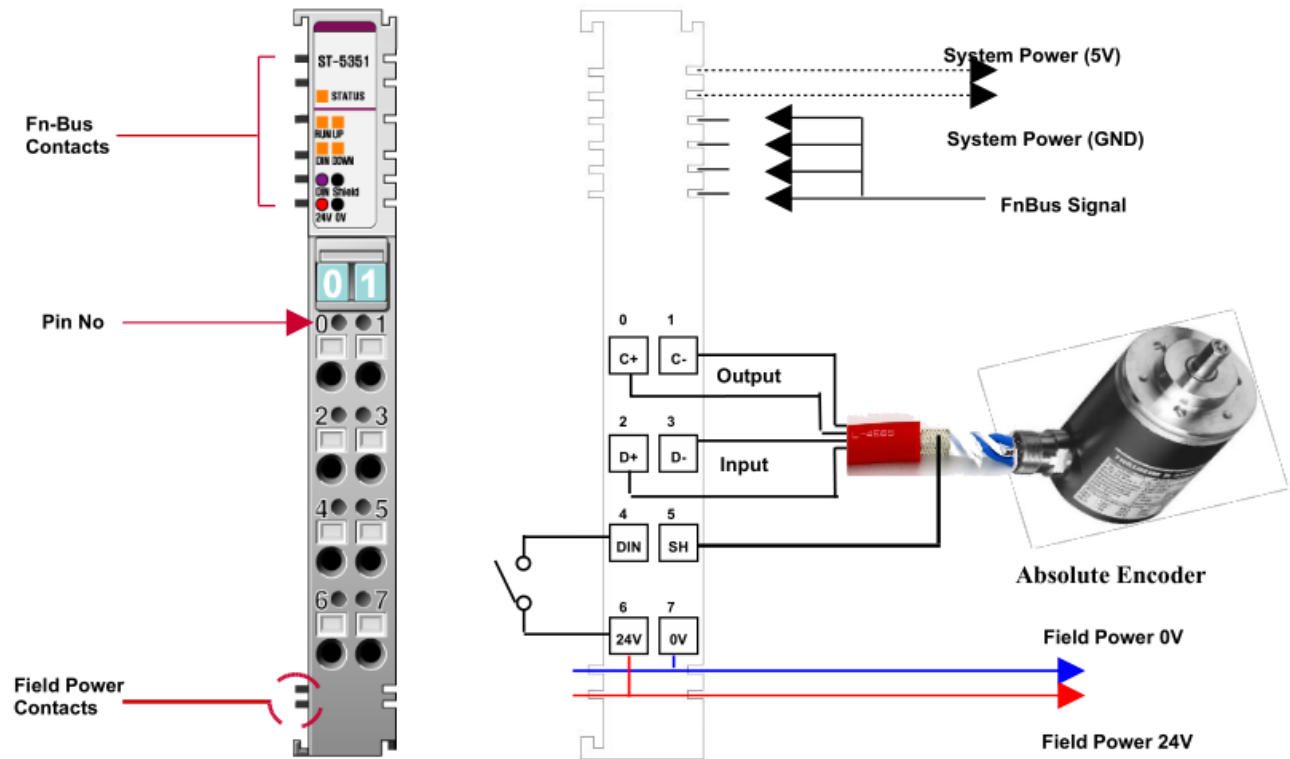 ST-5351
STATUS
RUN UP
DIN DOWN
DIN Shield
24V 0V
Fn-Bus
Contacts
01
Pin No
0 1
2 3
4 5
6 7
Field Power
Contacts
System Power (5V)
System Power (GND)
FnBus Signal
0 1
C+ C-
Output
2 3
D+ D-
Input
4 5
DIN SH
6 7
24V 0V
Absolute Encoder
Field Power 0V
Field Power 24V